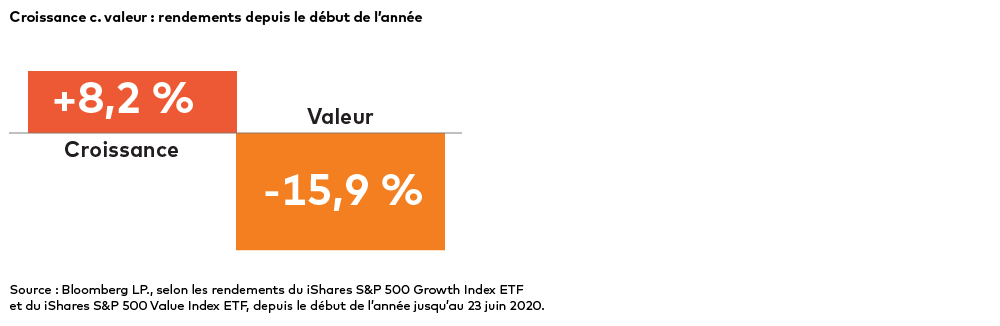 Croissance c. valeur : rendements depuis le début de l’année
+8,2 %
Valeur
Croissance
-15,9 %
Source : Bloomberg LP., selon les rendements du iShares S&P 500 Growth Index ETF
et du iShares S&P 500 Value Index ETF, depuis le début de l’année jusqu’au 23 juin 2020.